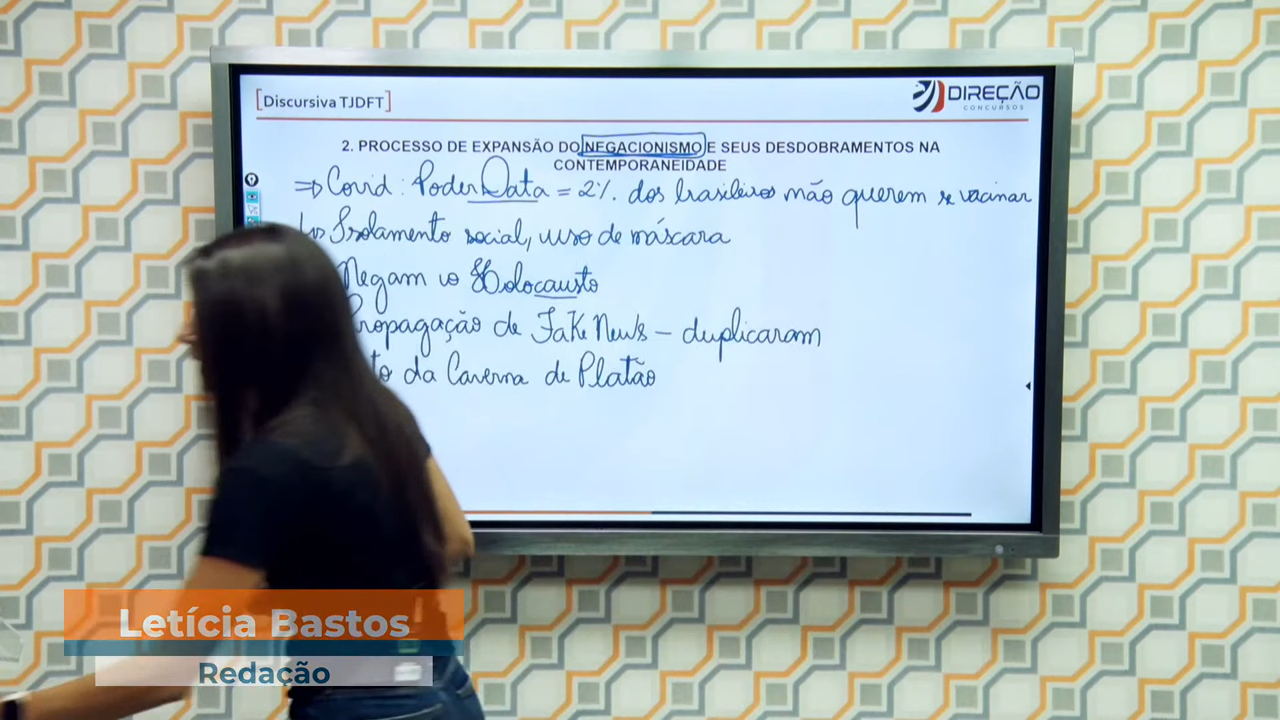 [Discursiva TJDFT]
DIREÇÃO
CONCURSOS
2. PROCESSO DE EXPANSÃO DO NEGACIONISMO E SEUS DESDOBRAMENTOS NA
CONTEMPORANEIDADE
⇒ Covid: PoderData = 2% dos brasileiros não querem se vacinar
↳ Isolamento social, uso de máscara
Negam o Holocausto
Propagação de Fake News - duplicaram
da Caverna de Platão
Letícia Bastos
Redação